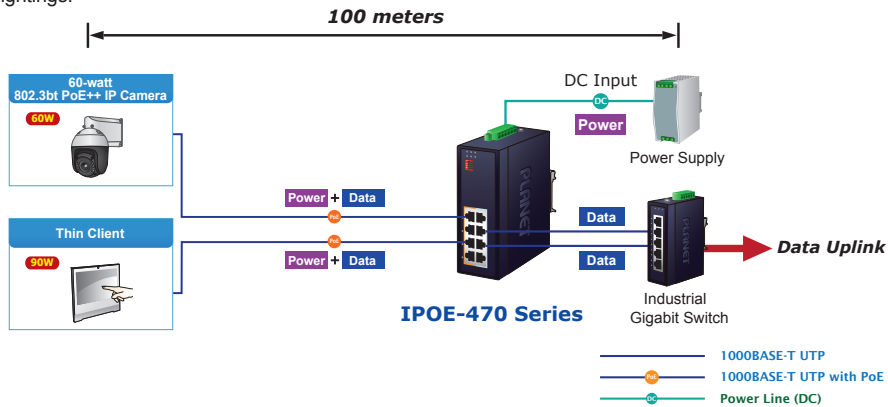 ightings.
100 meters
60-watt
802.3bt PoE++ IP Camera
60W
DC Input
DC
Power
Power Supply
Power + Data
PoE
PLANET
Data
PLANET
Thin Client
90W
PoE
Power + Data
Data
Data Uplink
IPOE-470 Series
Industrial
Gigabit Switch
1000BASE-T UTP
PoE
1000BASE-T UTP with PoE
DC
Power Line (DC)